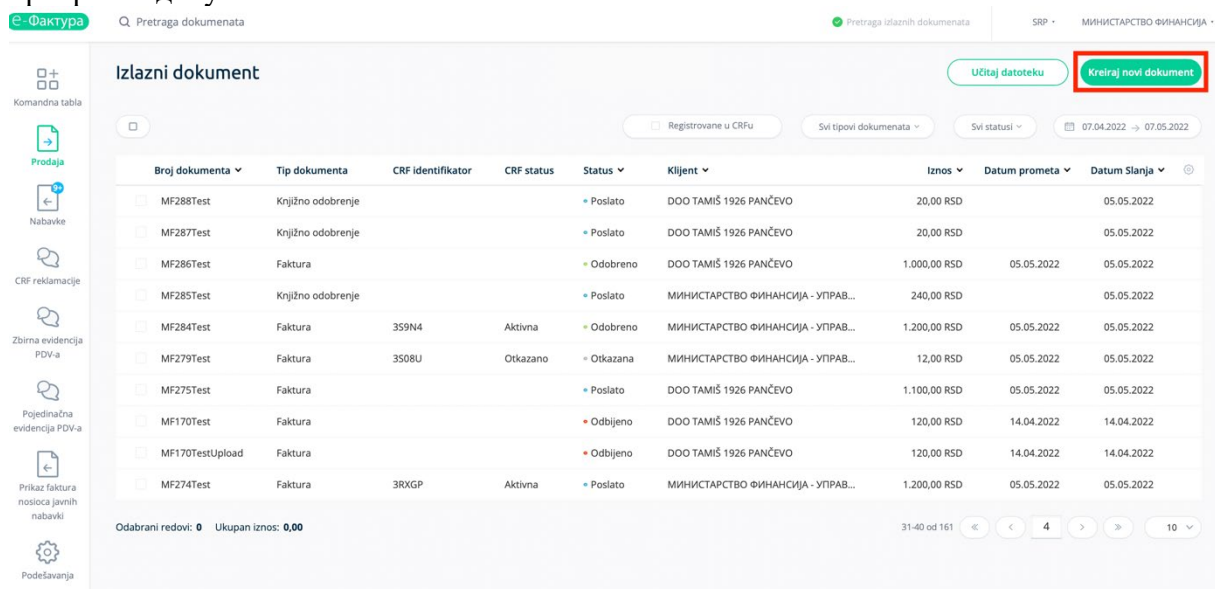 е-Фактура
Pretraga dokumenata
Pretraga izlaznih dokumenata
SRP
МИНИСТАРСТВО ФИНАНСИЈА
Komandna tabla
Prodaja
9+
Nabavke
CRF reklamacije
Zbirna evidencija
PDV-a
Pojedinačna
evidencija PDV-a
Prikaz faktura
nosioca javnih
nabavki
Podešavanja
Izlazni dokument
Učitaj datoteku
Kreiraj novi dokument
Registrovane u CRFu
Svi tipovi dokumenata
Svi statusi
07.04.2022 → 07.05.2022
Broj dokumenta Tip dokumenta CRF identifikator CRF status Status Klijent Iznos Datum prometa Datum Slanja
MF288Test Knjižno odobrenje Poslato DOO TAMIŠ 1926 PANČEVO 20,00 RSD 05.05.2022
MF287Test Knjižno odobrenje Poslato DOO TAMIŠ 1926 PANČEVO 20,00 RSD 05.05.2022
MF286Test Faktura Odobreno DOO TAMIŠ 1926 PANČEVO 1.000,00 RSD 05.05.2022 05.05.2022
MF285Test Knjižno odobrenje Poslato МИНИСТАРСТВО ФИНАНСИЈА - УПРАВ... 240,00 RSD 05.05.2022
MF284Test Faktura 3S9N4 Aktivna Odobreno МИНИСТАРСТВО ФИНАНСИЈА - УПРАВ... 1.200,00 RSD 05.05.2022 05.05.2022
MF279Test Faktura 3S08U Otkazano Otkazana МИНИСТАРСТВО ФИНАНСИЈА - УПРАВ... 12,00 RSD 05.05.2022 05.05.2022
MF275Test Faktura Poslato DOO TAMIŠ 1926 PANČEVO 1.100,00 RSD 05.05.2022 05.05.2022
MF170Test Faktura Odbijeno DOO TAMIŠ 1926 PANČEVO 120,00 RSD 14.04.2022 14.04.2022
MF170TestUpload Faktura Odbijeno DOO TAMIŠ 1926 PANČEVO 120,00 RSD 14.04.2022 14.04.2022
MF274Test Faktura 3RXGP Aktivna Poslato МИНИСТАРСТВО ФИНАНСИЈА - УПРАВ... 1.200,00 RSD 05.05.2022 05.05.2022
Odabrani redovi: 0 Ukupan iznos: 0,00
31-40 od 161 « < 4 > » 10